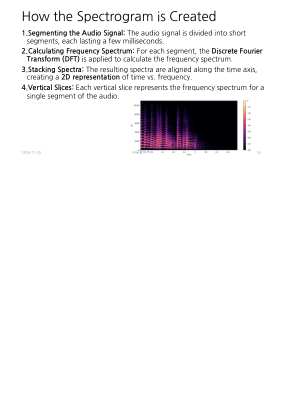 How the Spectrogram is Created
1.Segmenting the Audio Signal: The audio signal is divided into short
segments, each lasting a few milliseconds.
2.Calculating Frequency Spectrum: For each segment, the Discrete Fourier
Transform (DFT) is applied to calculate the frequency spectrum.
3.Stacking Spectra: The resulting spectra are aligned along the time axis,
creating a 2D representation of time vs. frequency.
4.Vertical Slices: Each vertical slice represents the frequency spectrum for a
single segment of the audio.